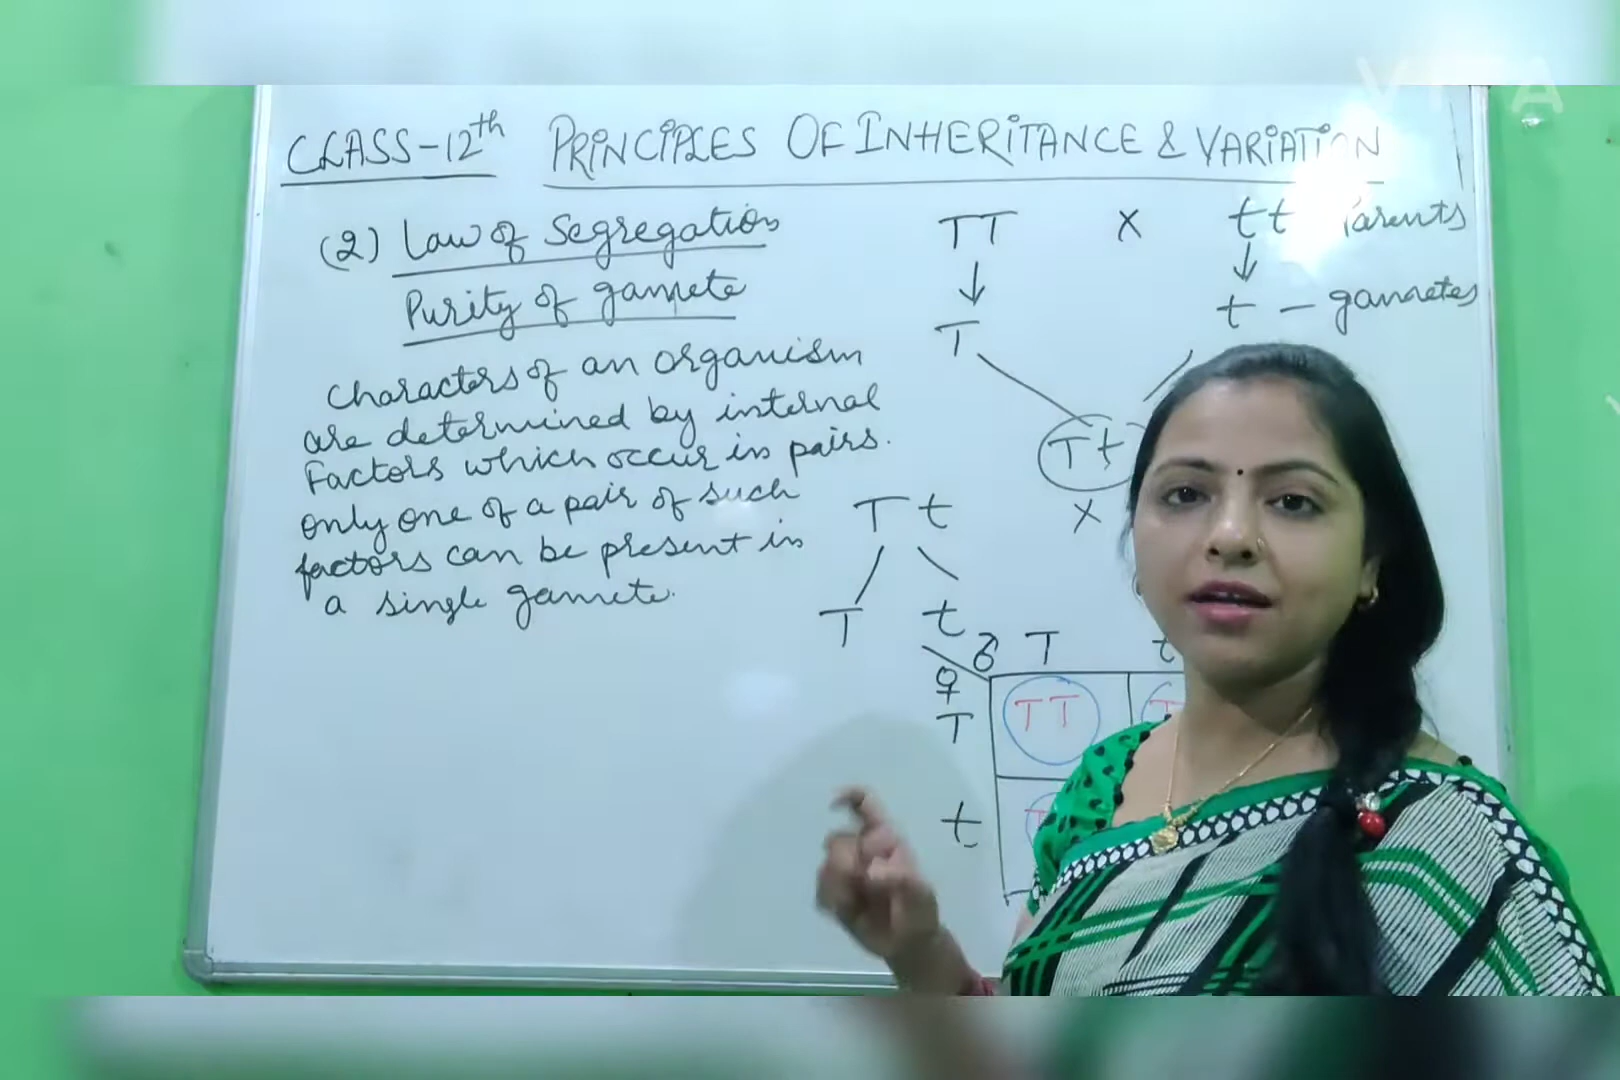 CLASS-12th PRINCIPLES OF INHERITANCE & VARIATION
(2) Law of Segregation
Purity of gamete
Characters of an organism
are determined by internal
Factors which occur in pairs.
only one of a pair of such
factors can be present in
a single gamete.
TT x tt Parents
T t - gametes
Tt
T t x
T t
♂ T t
♀
T TT T
t T
VITA